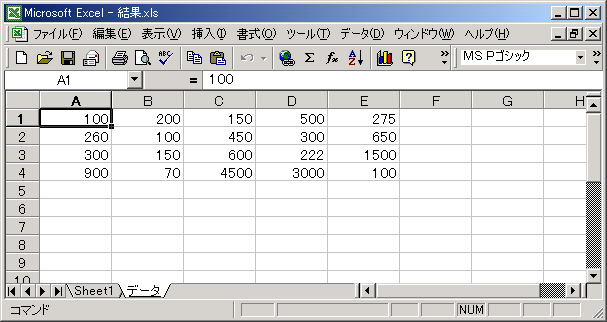 Microsoft Excel - 結果.xls
ファイル(F) 編集(E) 表示(V) 挿入(I) 書式(O) ツール(T) データ(D) ウィンドウ(W) ヘルプ(H)
ABC Σ fx A Z MS Pゴシック
A1 = 100
A B C D E F G H
1 100 200 150 500 275
2 260 100 450 300 650
3 300 150 600 222 1500
4 900 70 4500 3000 100
5
6
7
8
9
10
Sheet1 データ
コマンド NUM